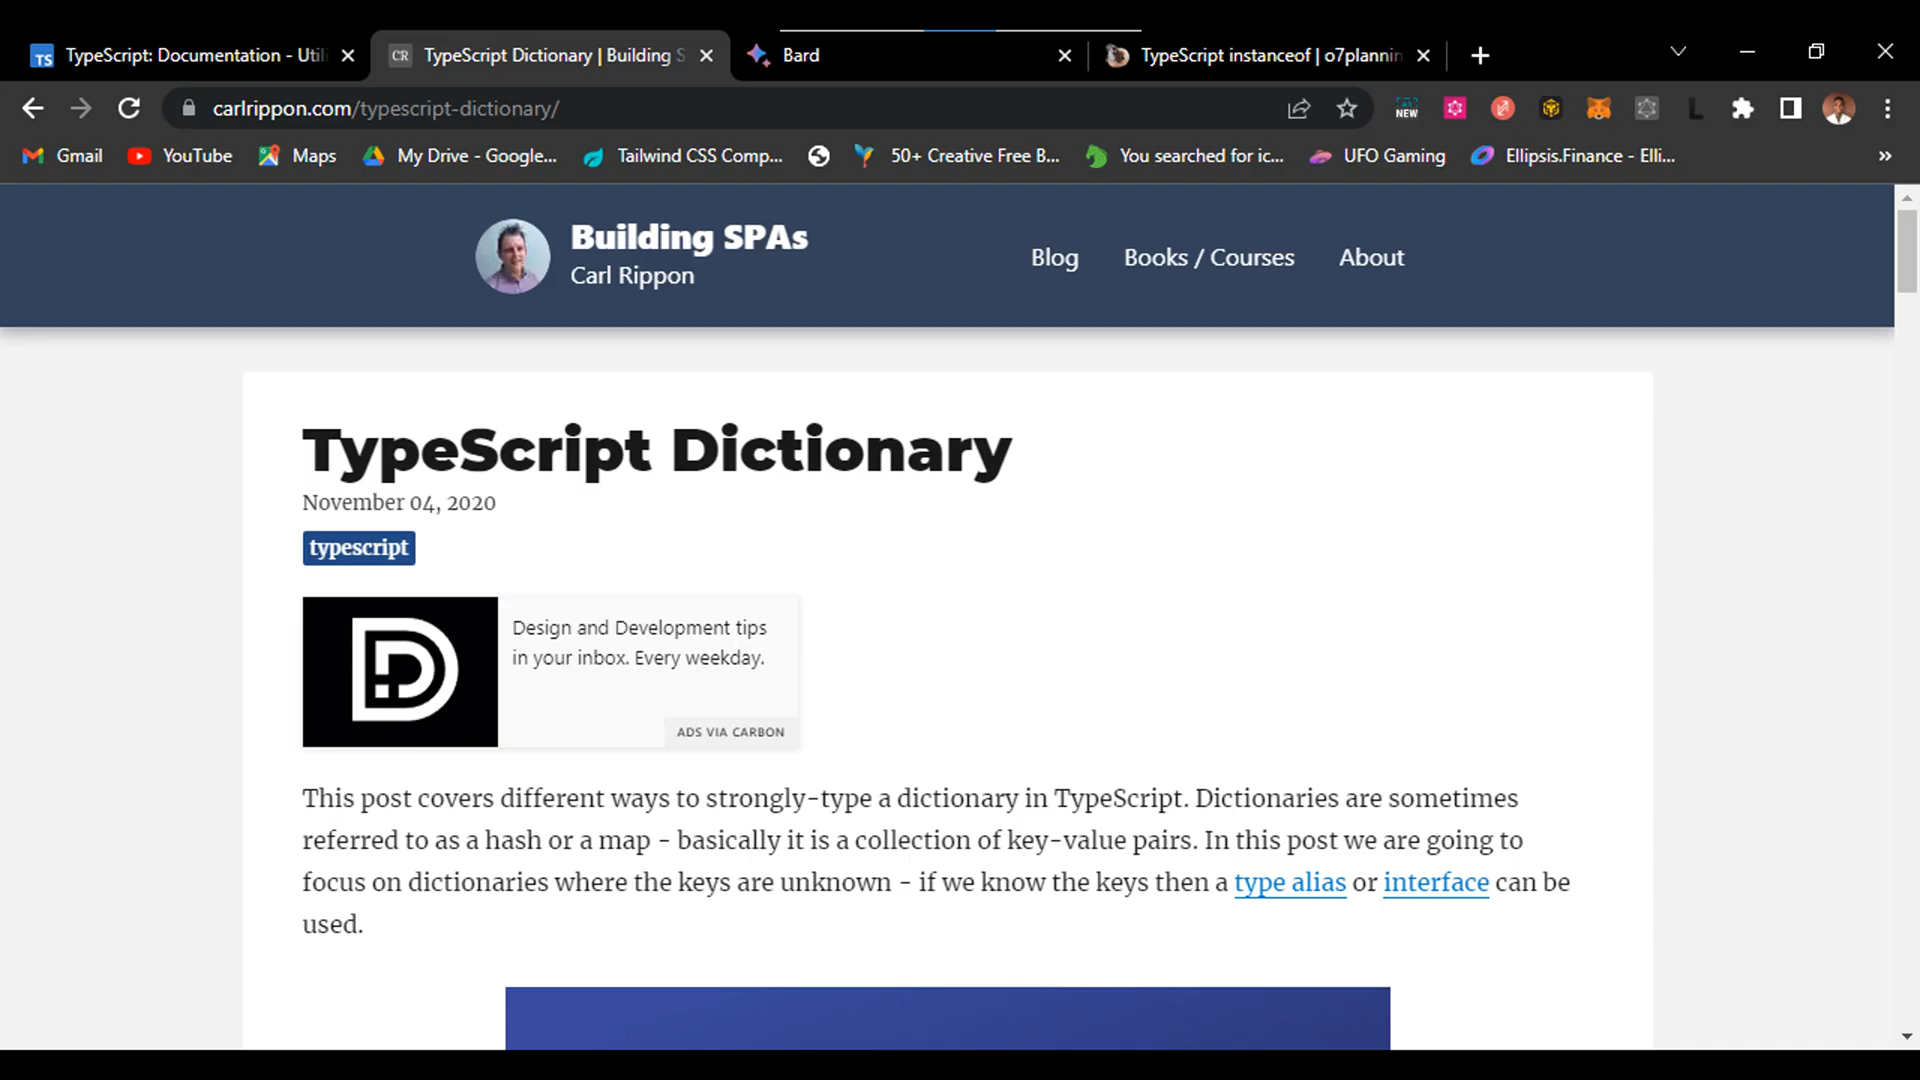 TypeScript: Documentation - Util
TypeScript Dictionary | Building S
Bard
TypeScript instanceof | o7plannin
carlrippon.com/typescript-dictionary/
NEW
Gmail
YouTube
Maps
My Drive - Google...
Tailwind CSS Comp...
50+ Creative Free B...
You searched for ic...
UFO Gaming
Ellipsis.Finance - Elli...
Building SPAs
Carl Rippon
Blog
Books / Courses
About
TypeScript Dictionary
November 04, 2020
typescript
Design and Development tips
in your inbox. Every weekday.
ADS VIA CARBON
This post covers different ways to strongly-type a dictionary in TypeScript. Dictionaries are sometimes
referred to as a hash or a map - basically it is a collection of key-value pairs. In this post we are going to
focus on dictionaries where the keys are unknown - if we know the keys then a type alias or interface can be
used.